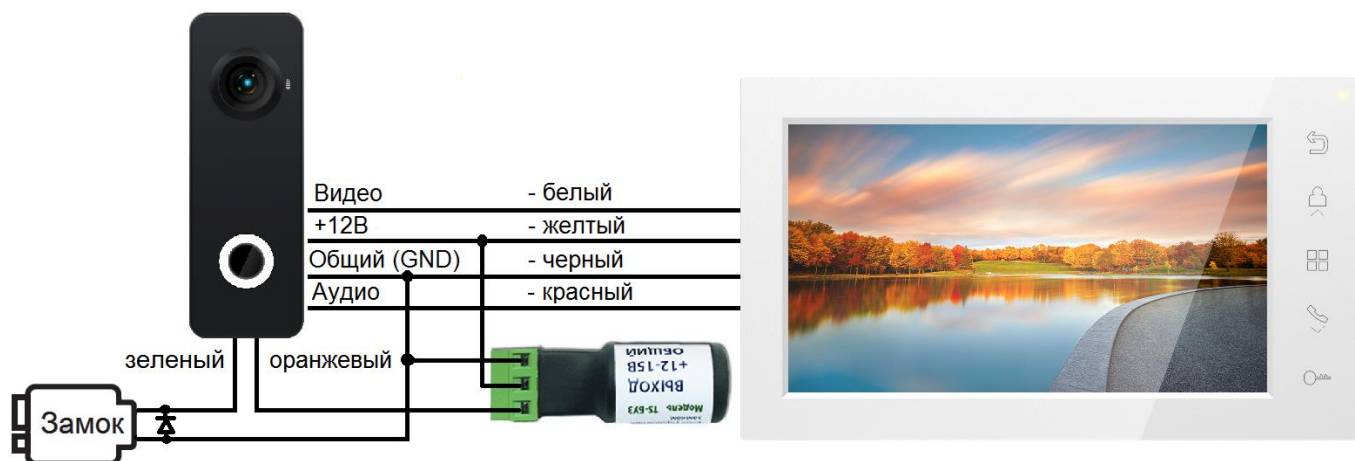 Видео - белый
+12В - желтый
Общий (GND) - черный
Аудио - красный
зеленый оранжевый
ОБЩИЙ
+12-15В
ВЫХОД
Модель TS-БУЗ
Замок